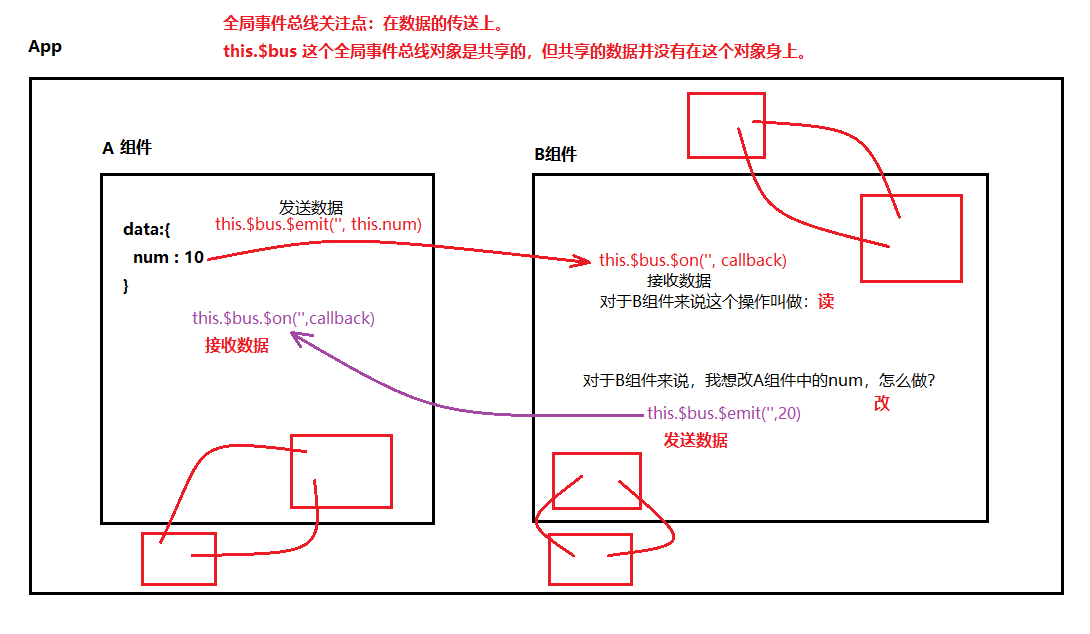 全局事件总线关注点：在数据的传送上。
this.$bus 这个全局事件总线对象是共享的，但共享的数据并没有在这个对象身上。
App
A 组件
B组件
发送数据
this.$bus.$emit('', this.num)
data:{
num : 10
}
this.$bus.$on('', callback)
接收数据
对于B组件来说这个操作叫做：读
this.$bus.$on('',callback)
接收数据
对于B组件来说，我想改A组件中的num，怎么做？
改
this.$bus.$emit('',20)
发送数据